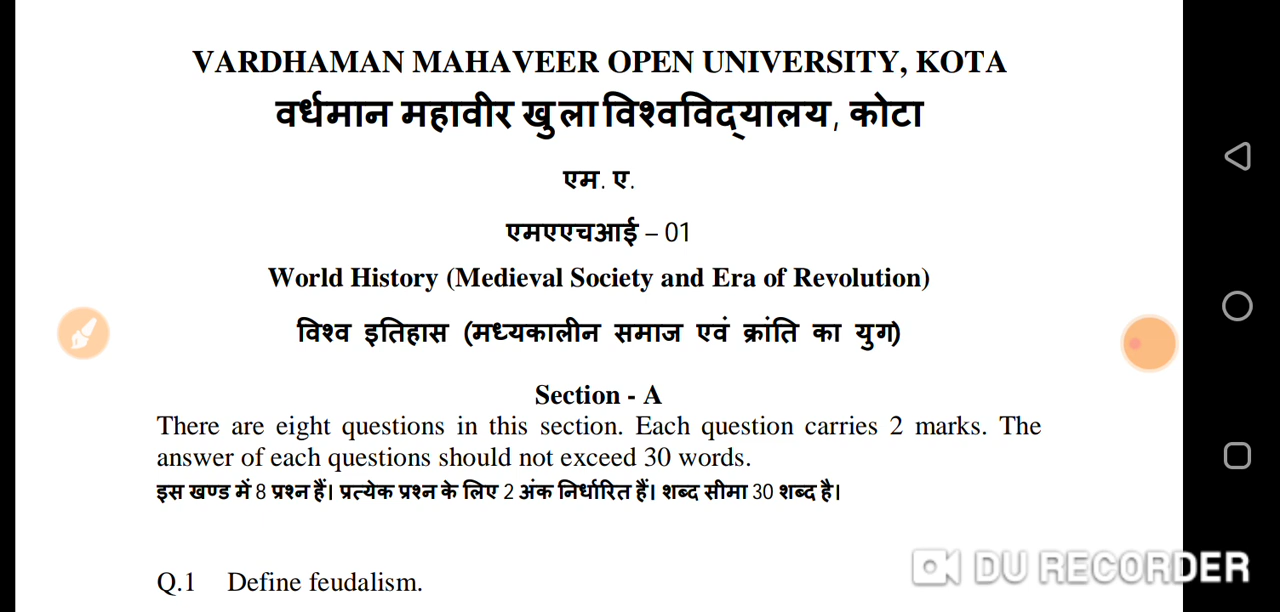 VARDHAMAN MAHAVEER OPEN UNIVERSITY, KOTA
वर्धमान महावीर खुला विश्वविद्यालय, कोटा
एम. ए.
एमएएचआई – 01
World History (Medieval Society and Era of Revolution)
विश्व इतिहास (मध्यकालीन समाज एवं क्रांति का युग)
Section - A
There are eight questions in this section. Each question carries 2 marks. The
answer of each questions should not exceed 30 words.
इस खण्ड में 8 प्रश्न हैं। प्रत्येक प्रश्न के लिए 2 अंक निर्धारित हैं। शब्द सीमा 30 शब्द है।
Q.1 Define feudalism.
DU RECORDER